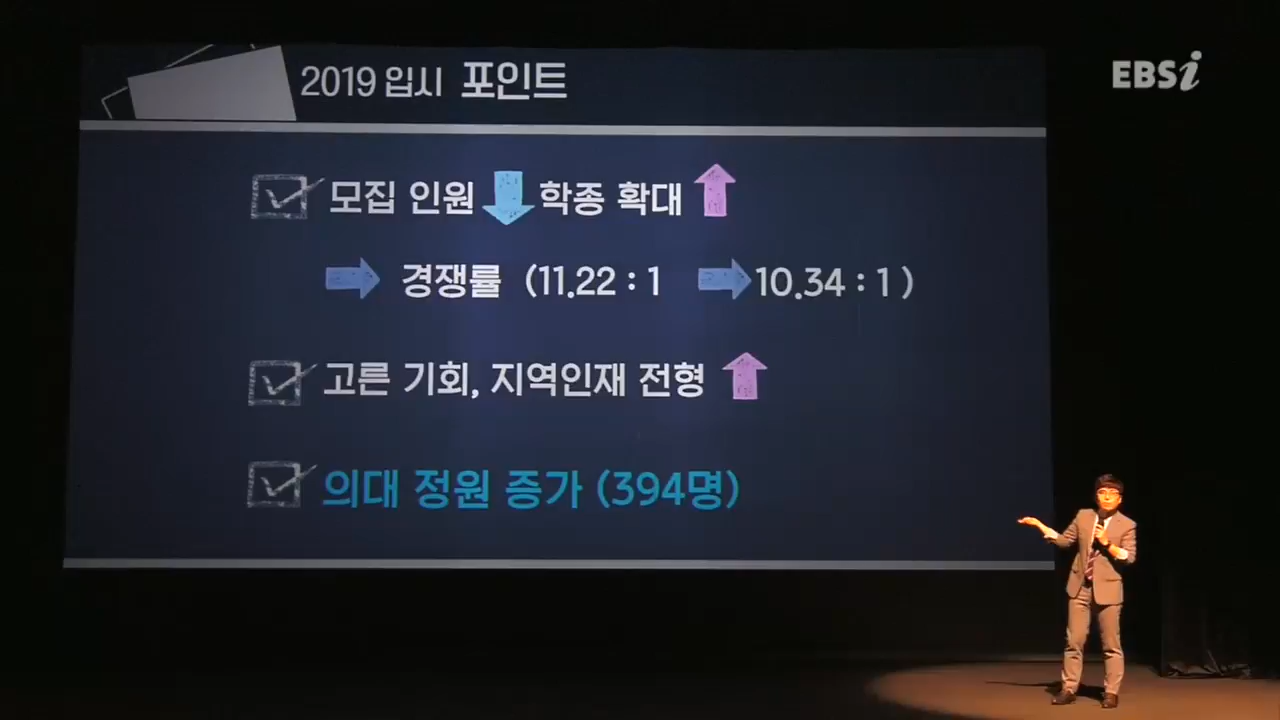 2019 입시 포인트
EBSi
모집 인원 학종 확대
경쟁률 (11.22 : 1 10.34 : 1 )
고른 기회, 지역인재 전형
의대 정원 증가 (394명)